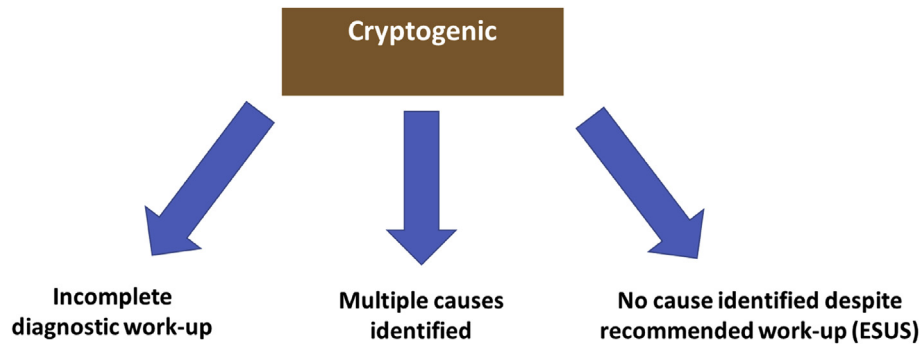 Cryptogenic
Incomplete
diagnostic work-up
Multiple causes
identified
No cause identified despite
recommended work-up (ESUS)